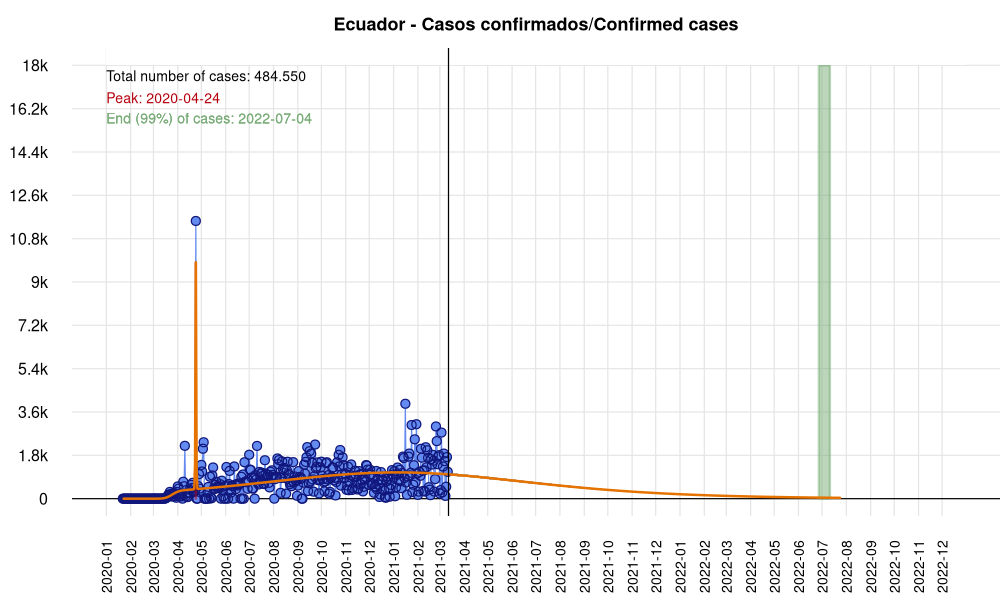 Ecuador - Casos confirmados/Confirmed cases
Total number of cases: 484.550
Peak: 2020-04-24
End (99%) of cases: 2022-07-04
18k
16.2k
14.4k
12.6k
10.8k
9k
7.2k
5.4k
3.6k
1.8k
0
2020-01
2020-02
2020-03
2020-04
2020-05
2020-06
2020-07
2020-08
2020-09
2020-10
2020-11
2020-12
2021-01
2021-02
2021-03
2021-04
2021-05
2021-06
2021-07
2021-08
2021-09
2021-10
2021-11
2021-12
2022-01
2022-02
2022-03
2022-04
2022-05
2022-06
2022-07
2022-08
2022-09
2022-10
2022-11
2022-12